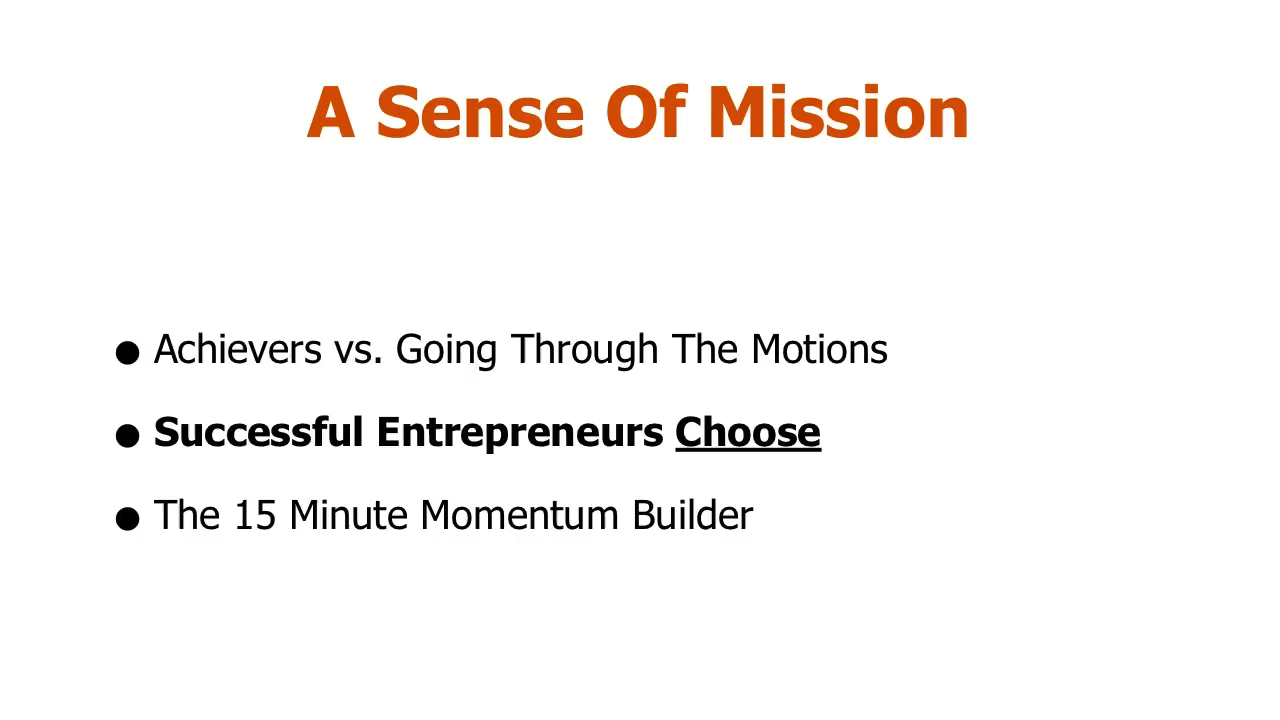 A Sense Of Mission
● Achievers vs. Going Through The Motions
● Successful Entrepreneurs Choose
● The 15 Minute Momentum Builder